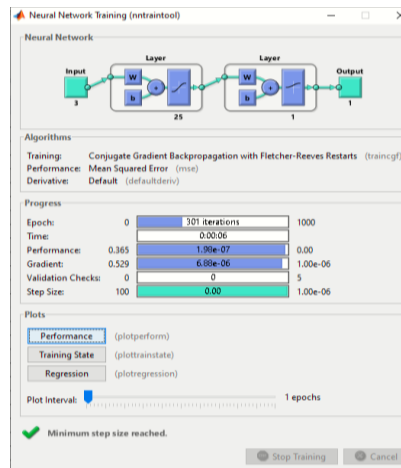 Neural Network Training (nntraintool)
Neural Network
Layer Layer
Input Output
W W
b b
3 1
25 1
Algorithms
Training: Conjugate Gradient Backpropagation with Fletcher-Reeves Restarts (traincgf)
Performance: Mean Squared Error (mse)
Derivative: Default (defaultderiv)
Progress
Epoch: 0 301 iterations 1000
Time: 0:00:06
Performance: 0.365 1.90e-07 0.00
Gradient: 0.529 6.88e-06 1.00e-06
Validation Checks: 0 0 5
Step Size: 100 0.00 1.00e-06
Plots
Performance (plotperform)
Training State (plottrainstate)
Regression (plotregression)
Plot Interval: 1 epochs
Minimum step size reached.
Stop Training Cancel